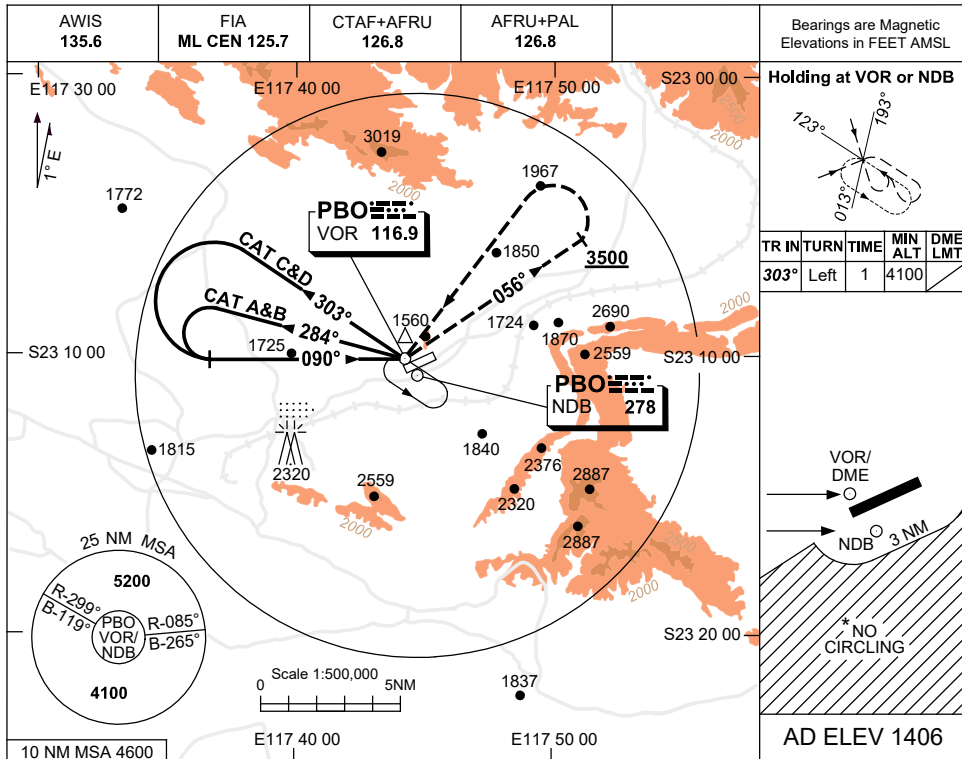 AWIS
135.6
FIA
ML CEN 125.7
CTAF+AFRU
126.8
AFRU+PAL
126.8
Bearings are Magnetic
Elevations in FEET AMSL
E117 30 00
E117 40 00
E117 50 00
S23 00 00
1° E
3019
2000
2500
2000
1772
1967
PBO
VOR 116.9
1850
3500
CAT C&D
303°
056°
CAT A&B
284°
1560
1724
1870
2690
2000
1725
090°
S23 10 00
S23 10 00
2559
PBO
NDB 278
1815
2320
1840
2376
2559
2000
2320
2887
2887
2500
2000
25 NM MSA
5200
R-299°
B-119°
PBO
VOR/
NDB
R-085°
B-265°
4100
S23 20 00
Scale 1:500,000
0 5NM
1837
10 NM MSA 4600
E117 40 00
E117 50 00
Holding at VOR or NDB
123°
193°
013°
TR IN TURN TIME MIN ALT DME LMT
303° Left 1 4100
VOR/
DME
NDB
3 NM
*NO
CIRCLING
AD ELEV 1406